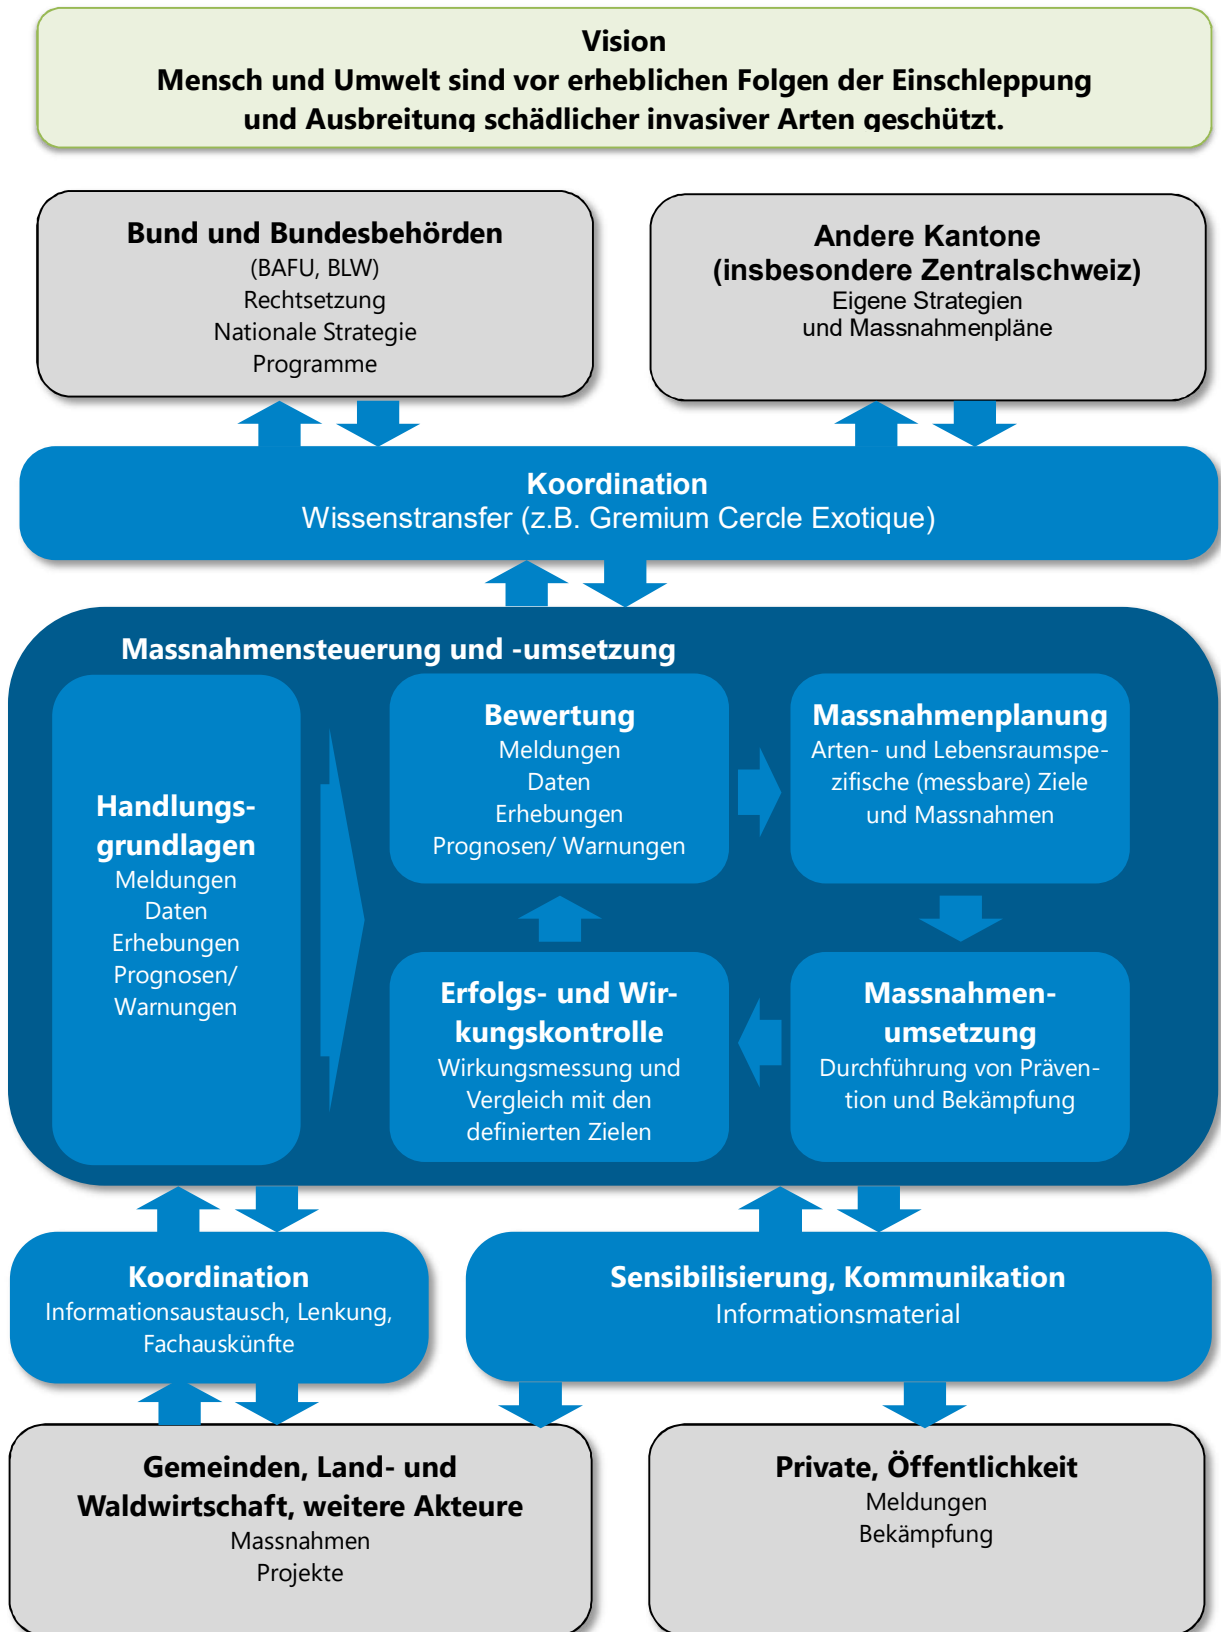 Vision
Mensch und Umwelt sind vor erheblichen Folgen der Einschleppung
und Ausbreitung schädlicher invasiver Arten geschützt.
Bund und Bundesbehörden
(BAFU, BLW)
Rechtsetzung
Nationale Strategie
Programme
Andere Kantone
(insbesondere Zentralschweiz)
Eigene Strategien
und Massnahmenpläne
Koordination
Wissenstransfer (z.B. Gremium Cercle Exotique)
Massnahmensteuerung und -umsetzung
Handlungs-
grundlagen
Meldungen
Daten
Erhebungen
Prognosen/
Warnungen
Bewertung
Meldungen
Daten
Erhebungen
Prognosen/ Warnungen
Massnahmenplanung
Arten- und Lebensraumspe-
zifische (messbare) Ziele
und Massnahmen
Erfolgs- und Wir-
kungskontrolle
Wirkungsmessung und
Vergleich mit den
definierten Zielen
Massnahmen-
umsetzung
Durchführung von Präven-
tion und Bekämpfung
Koordination
Informationsaustausch, Lenkung,
Fachauskünfte
Sensibilisierung, Kommunikation
Informationsmaterial
Gemeinden, Land- und
Waldwirtschaft, weitere Akteure
Massnahmen
Projekte
Private, Öffentlichkeit
Meldungen
Bekämpfung